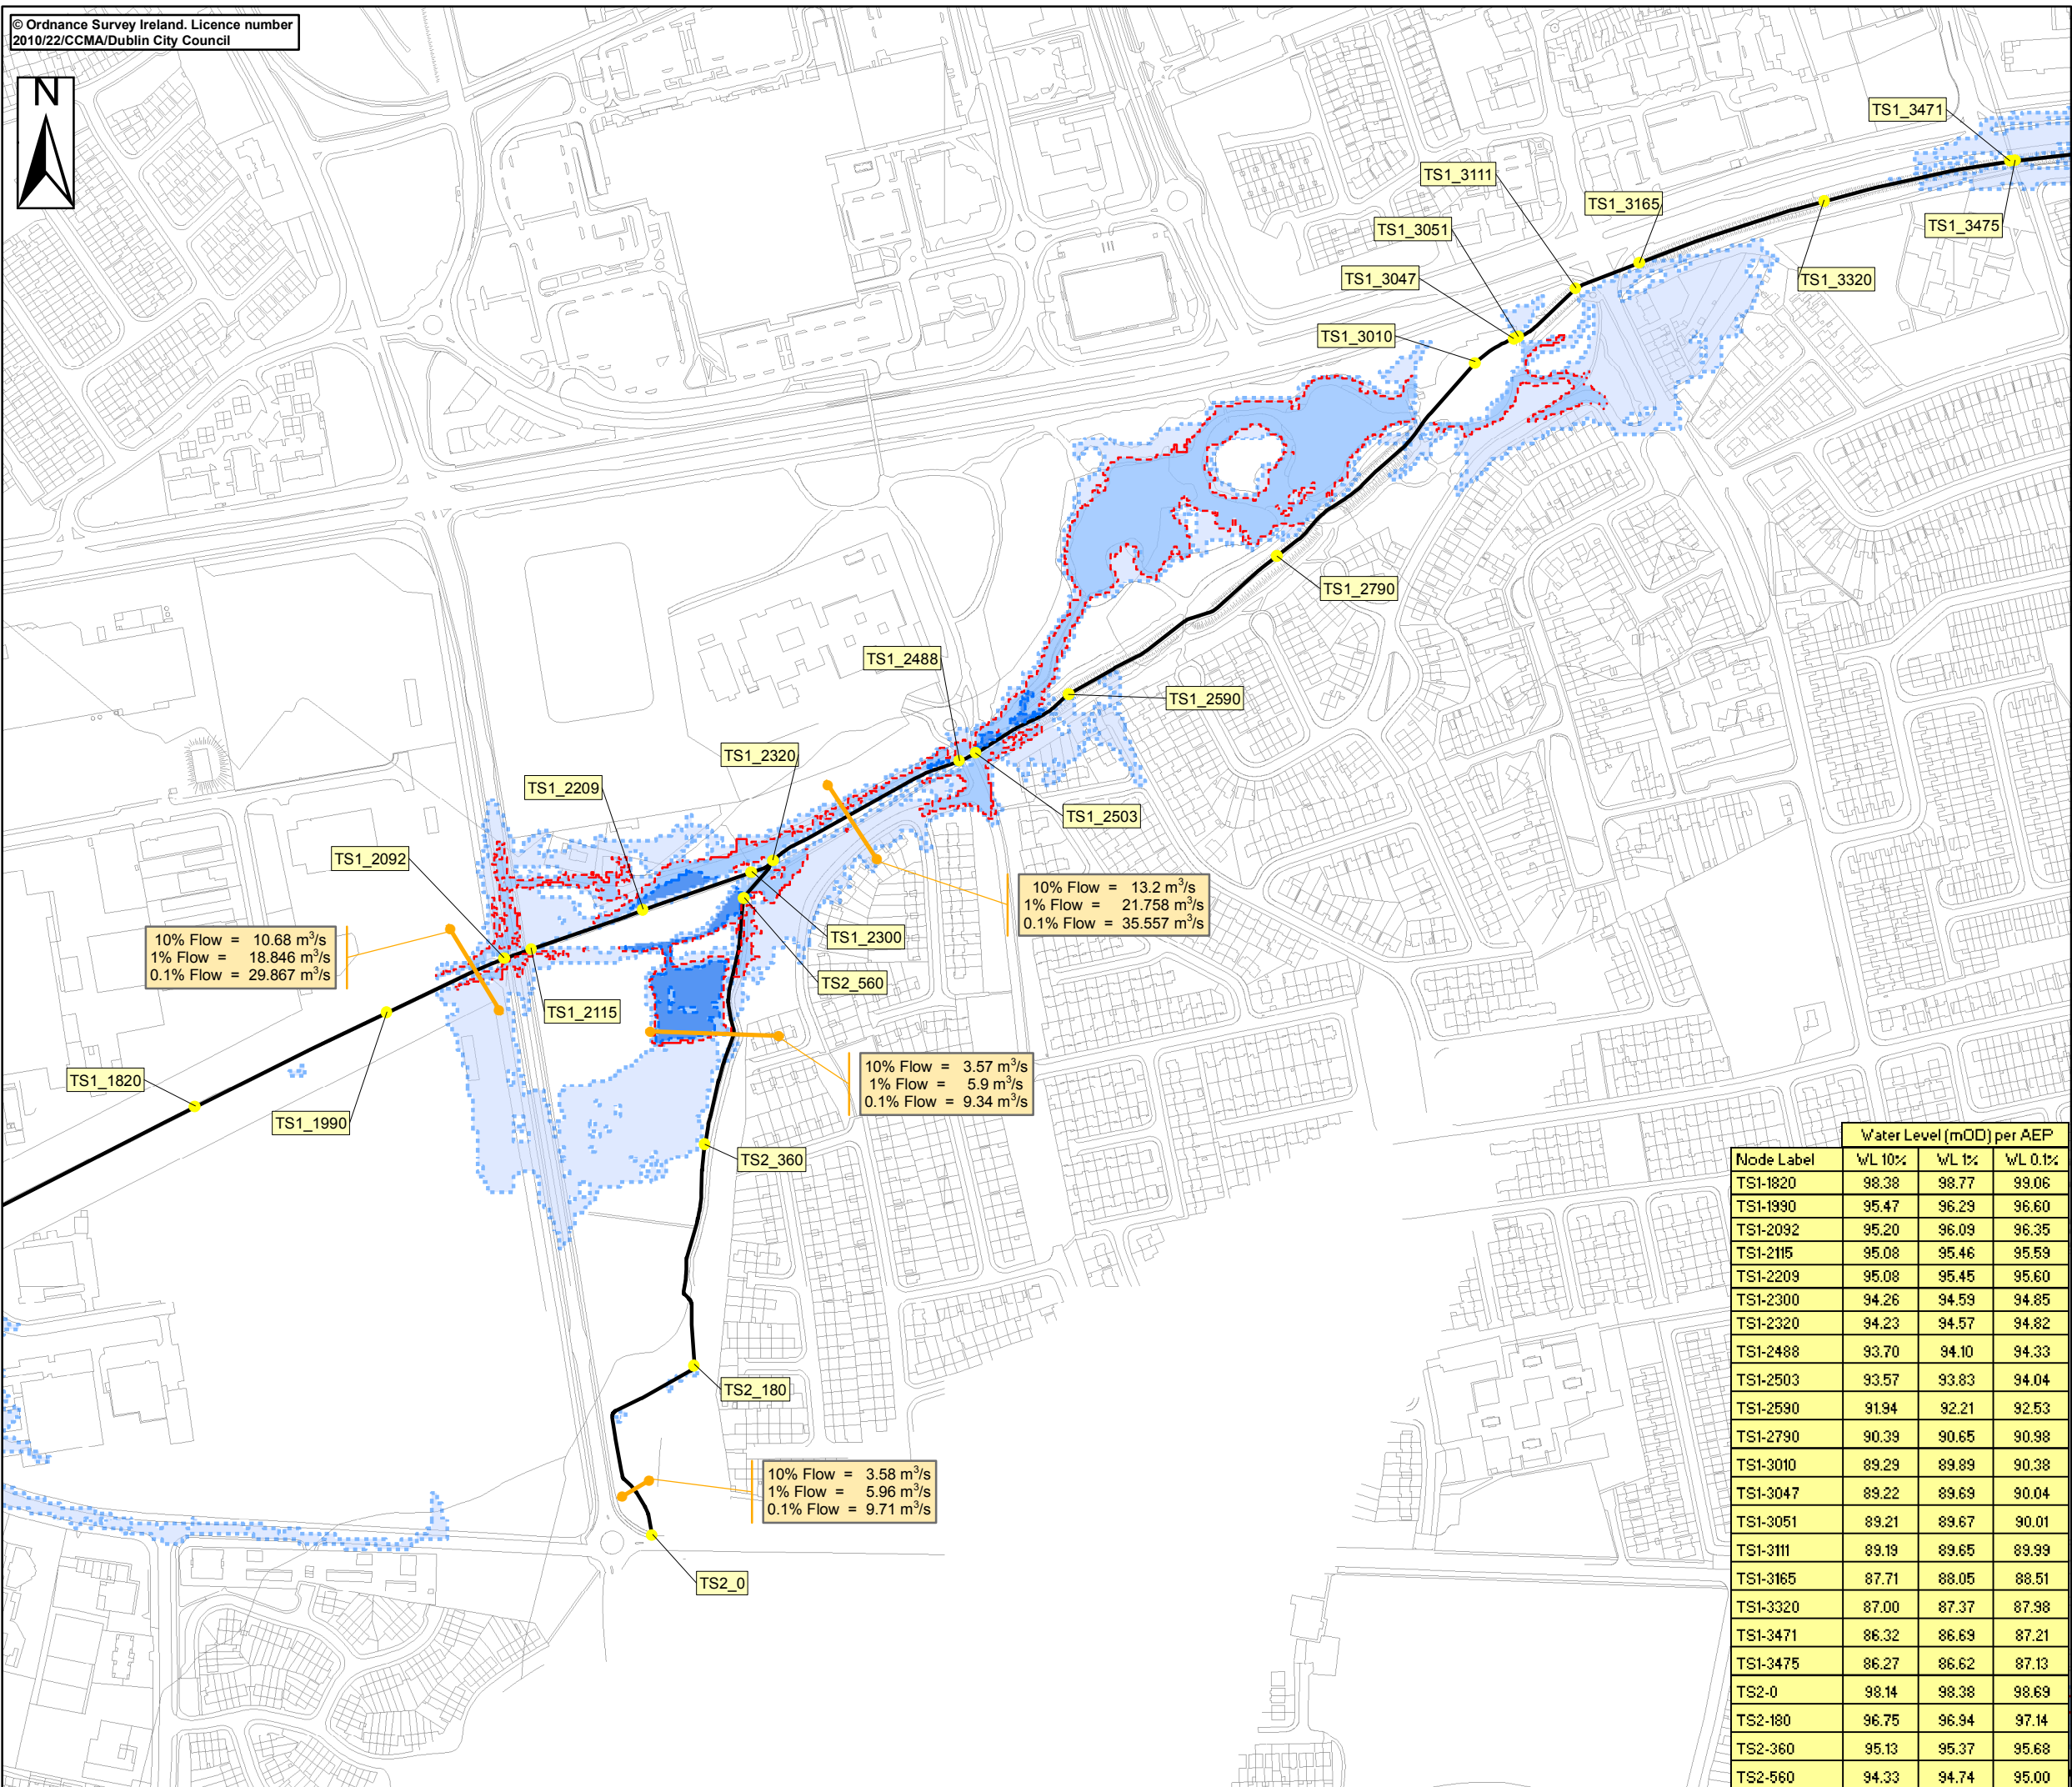 © Ordnance Survey Ireland. Licence number
2010/22/CCMA/Dublin City Council
N
TS1_3471
TS1_3111
TS1_3165
TS1_3051
TS1_3475
TS1_3047
TS1_3320
TS1_3010
TS1_2790
TS1_2488
TS1_2590
TS1_2320
TS1_2209
TS1_2503
TS1_2092
10% Flow = 13.2 m³/s
1% Flow = 21.758 m³/s
0.1% Flow = 35.557 m³/s
TS1_2300
10% Flow = 10.68 m³/s
1% Flow = 18.846 m³/s
0.1% Flow = 29.867 m³/s
TS2_560
TS1_2115
10% Flow = 3.57 m³/s
1% Flow = 5.9 m³/s
0.1% Flow = 9.34 m³/s
TS1_1820
TS1_1990
TS2_360
TS2_180
10% Flow = 3.58 m³/s
1% Flow = 5.96 m³/s
0.1% Flow = 9.71 m³/s
TS2_0
Water Level (mOD) per AEP
Node Label WL 10% WL 1% WL 0.1%
TS1-1820 98.38 98.77 99.06
TS1-1990 95.47 96.29 96.60
TS1-2092 95.20 96.09 96.35
TS1-2115 95.08 95.46 95.59
TS1-2209 95.08 95.45 95.60
TS1-2300 94.26 94.59 94.85
TS1-2320 94.23 94.57 94.82
TS1-2488 93.70 94.10 94.33
TS1-2503 93.57 93.83 94.04
TS1-2590 91.94 92.21 92.53
TS1-2790 90.39 90.65 90.98
TS1-3010 89.29 89.89 90.38
TS1-3047 89.22 89.69 90.04
TS1-3051 89.21 89.67 90.01
TS1-3111 89.19 89.65 89.99
TS1-3165 87.71 88.05 88.51
TS1-3320 87.00 87.37 87.98
TS1-3471 86.32 86.69 87.21
TS1-3475 86.27 86.62 87.13
TS2-0 98.14 98.38 98.69
TS2-180 96.75 96.94 97.14
TS2-360 95.13 95.37 95.68
TS2-560 94.33 94.74 95.00